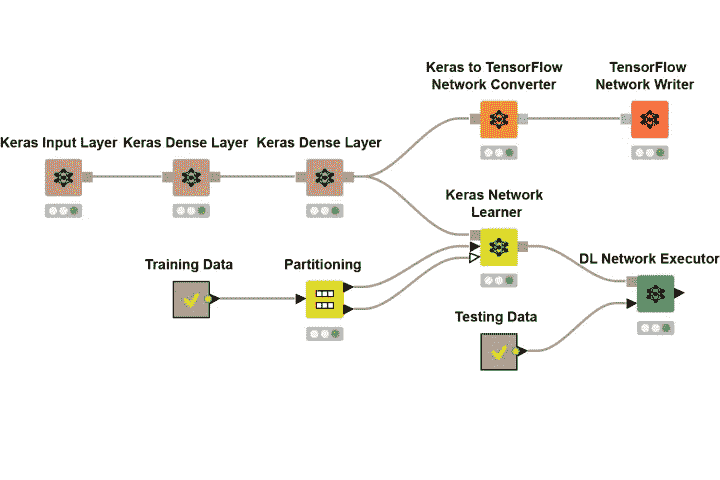 Keras to TensorFlow
Network Converter
TensorFlow
Network Writer
Keras Input Layer
Keras Dense Layer
Keras Dense Layer
Keras Network
Learner
Training Data
Partitioning
DL Network Executor
Testing Data